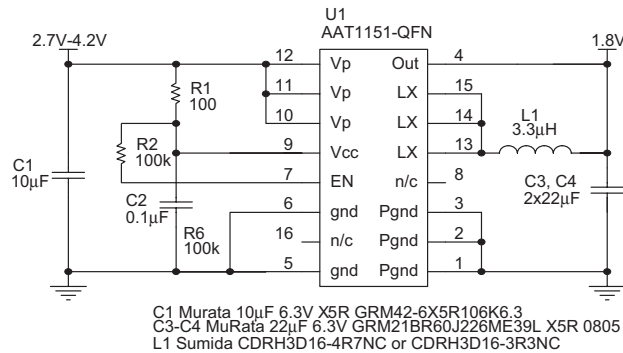 U1
AAT1151-QFN
2.7V-4.2V
1.8V
12
Vp
Out
4
R1
100
11
Vp
LX
15
10
Vp
LX
14
L1
3.3µH
R2
100k
9
Vcc
LX
13
C1
10µF
7
EN
n/c
8
C2
0.1µF
C3, C4
2x22µF
6
gnd
Pgnd
3
R6
100k
16
n/c
Pgnd
2
5
gnd
Pgnd
1
C1 Murata 10µF 6.3V X5R GRM42-6X5R106K6.3
C3-C4 MuRata 22µF 6.3V GRM21BR60J226ME39L X5R 0805
L1 Sumida CDRH3D16-4R7NC or CDRH3D16-3R3NC